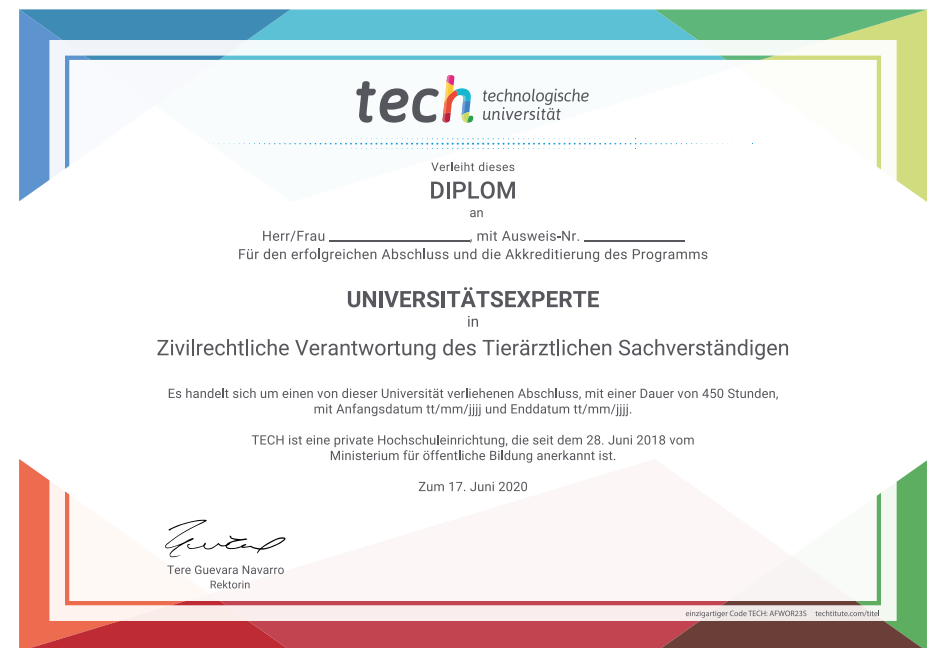 tech technologische
universität
Verleiht dieses
DIPLOM
an
Herr/Frau ____________, mit Ausweis-Nr. ____________
Für den erfolgreichen Abschluss und die Akkreditierung des Programms
UNIVERSITÄTSEXPERTE
in
Zivilrechtliche Verantwortung des Tierärztlichen Sachverständigen
Es handelt sich um einen von dieser Universität verliehenen Abschluss, mit einer Dauer von 450 Stunden,
mit Anfangsdatum tt/mm/jjjj und Enddatum tt/mm/jjjj.
TECH ist eine private Hochschuleinrichtung, die seit dem 28. Juni 2018 vom
Ministerium für öffentliche Bildung anerkannt ist.
Zum 17. Juni 2020
Tere Guevara Navarro
Rektorin
einzigartiger Code TECH: AFWOR23S techtitute.com/titel